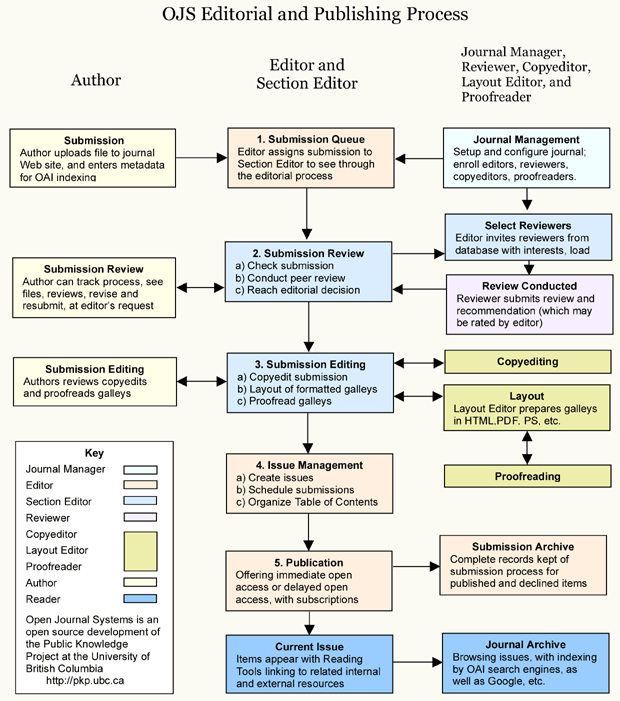 OJS Editorial and Publishing Process
Author
Editor and
Section Editor
Journal Manager,
Reviewer, Copyeditor,
Layout Editor, and
Proofreader
Submission
Author uploads file to journal
Web site, and enters metadata
for OAI indexing
1. Submission Queue
Editor assigns submission to
Section Editor to see through
the editorial process
Journal Management
Setup and configure journal;
enroll editors, reviewers,
copyeditors, proofreaders.
Select Reviewers
Editor invites reviewers from
database with interests, load
Submission Review
Author can track process, see
files, reviews, revise and
resubmit, at editor's request
2. Submission Review
a) Check submission
b) Conduct peer review
c) Reach editorial decision
Review Conducted
Reviewer submits review and
recommendation (which may
be rated by editor)
Submission Editing
Authors reviews copyedits
and proofreads galleys
3. Submission Editing
a) Copyedit submission
b) Layout of formatted galleys
c) Proofread galleys
Copyediting
Layout
Layout Editor prepares galleys
in HTML.PDF, PS, etc.
Proofreading
4. Issue Management
a) Create issues
b) Schedule submissions
c) Organize Table of Contents
5. Publication
Offering immediate open
access or delayed open
access, with subscriptions
Submission Archive
Complete records kept of
submission process for
published and declined items
Current Issue
Items appear with Reading
Tools linking to related internal
and external resources
Journal Archive
Browsing issues, with indexing
by OAI search engines, as
well as Google, etc.
Key
Journal Manager
Editor
Section Editor
Reviewer
Copyeditor
Layout Editor
Proofreader
Author
Reader
Open Journal Systems is an
open source development of
the Public Knowledge
Project at the University of
British Columbia
http://pkp.ubc.ca